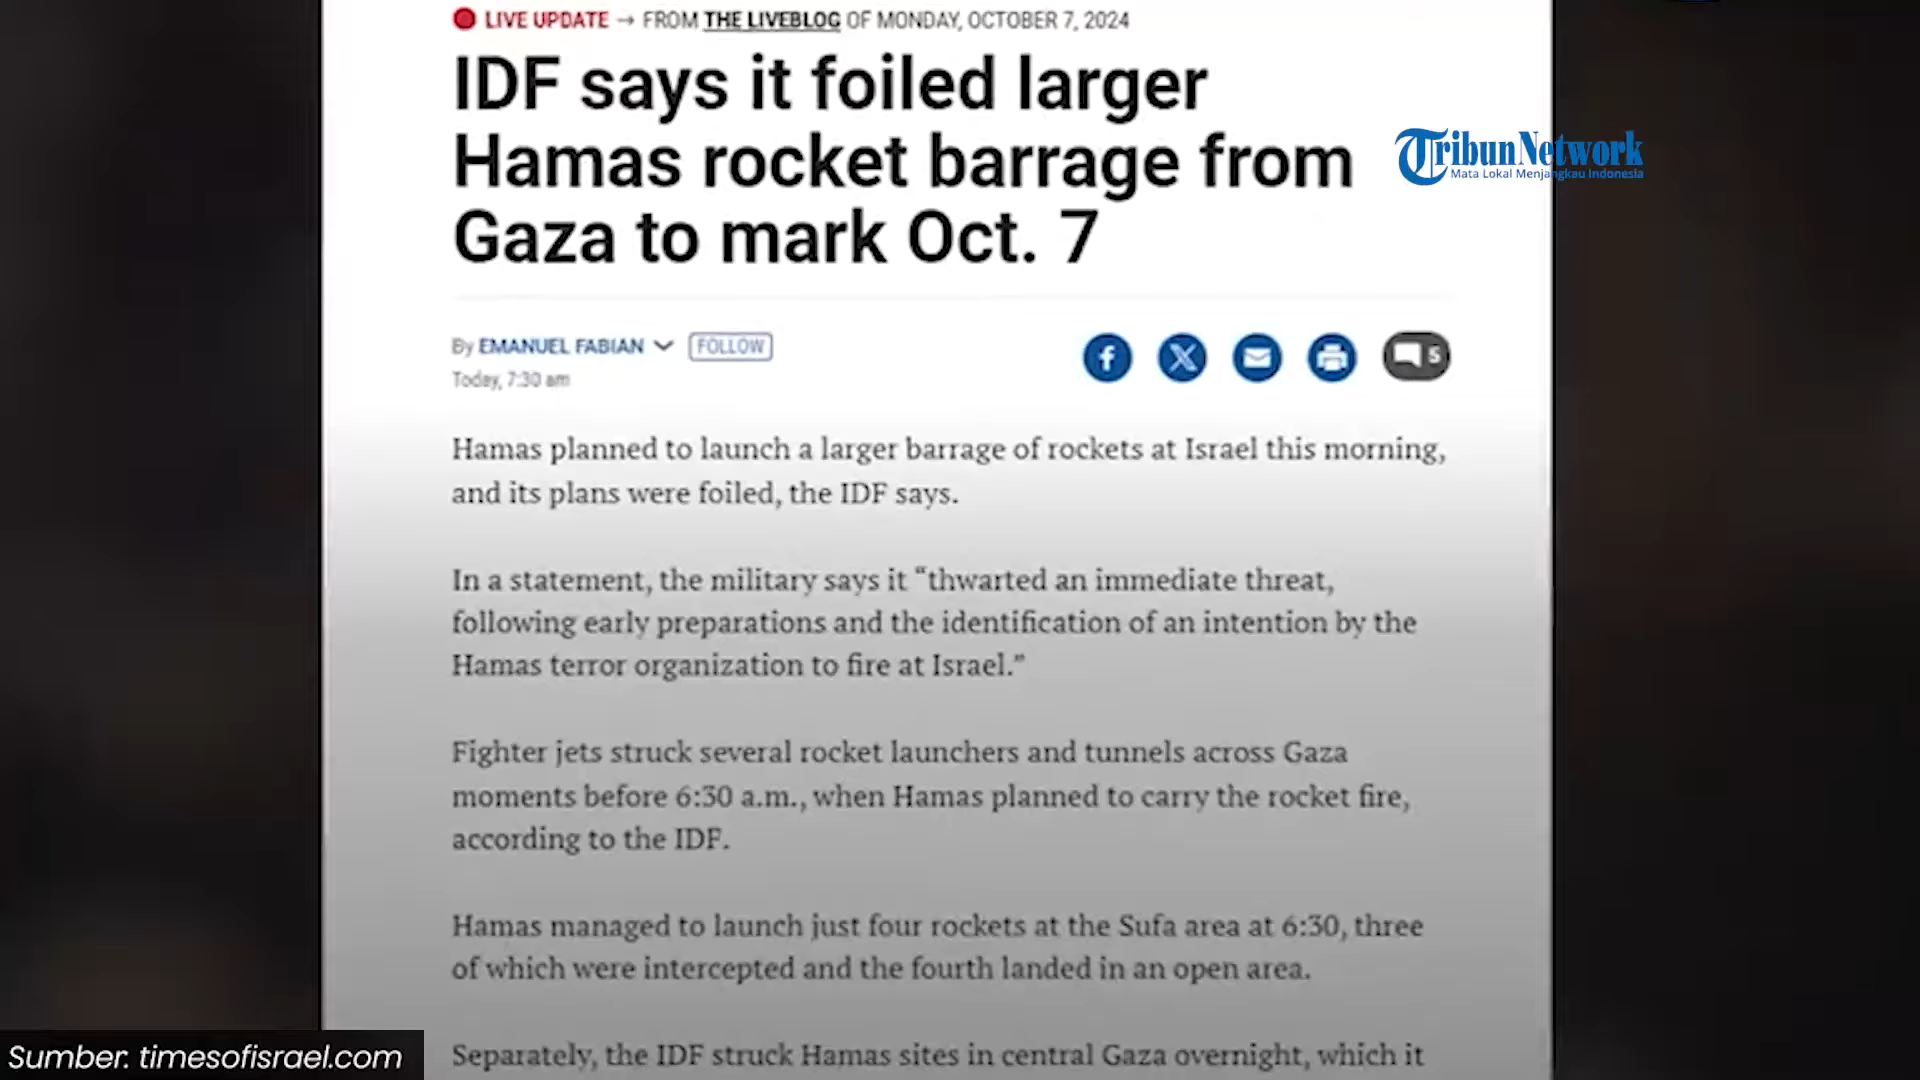 LIVE UPDATE → FROM THE LIVEBLOG OF MONDAY, OCTOBER 7, 2024
IDF says it foiled larger
Hamas rocket barrage from
Gaza to mark Oct. 7
TribunNetwork
Mata Lokal Menjangkau Indonesia
By EMANUEL FABIAN FOLLOW
Today, 7:30 am
5
Hamas planned to launch a larger barrage of rockets at Israel this morning,
and its plans were foiled, the IDF says.
In a statement, the military says it “thwarted an immediate threat,
following early preparations and the identification of an intention by the
Hamas terror organization to fire at Israel.”
Fighter jets struck several rocket launchers and tunnels across Gaza
moments before 6:30 a.m., when Hamas planned to carry the rocket fire,
according to the IDF.
Hamas managed to launch just four rockets at the Sufa area at 6:30, three
of which were intercepted and the fourth landed in an open area.
Separately, the IDF struck Hamas sites in central Gaza overnight, which it
Sumber: timesofisrael.com